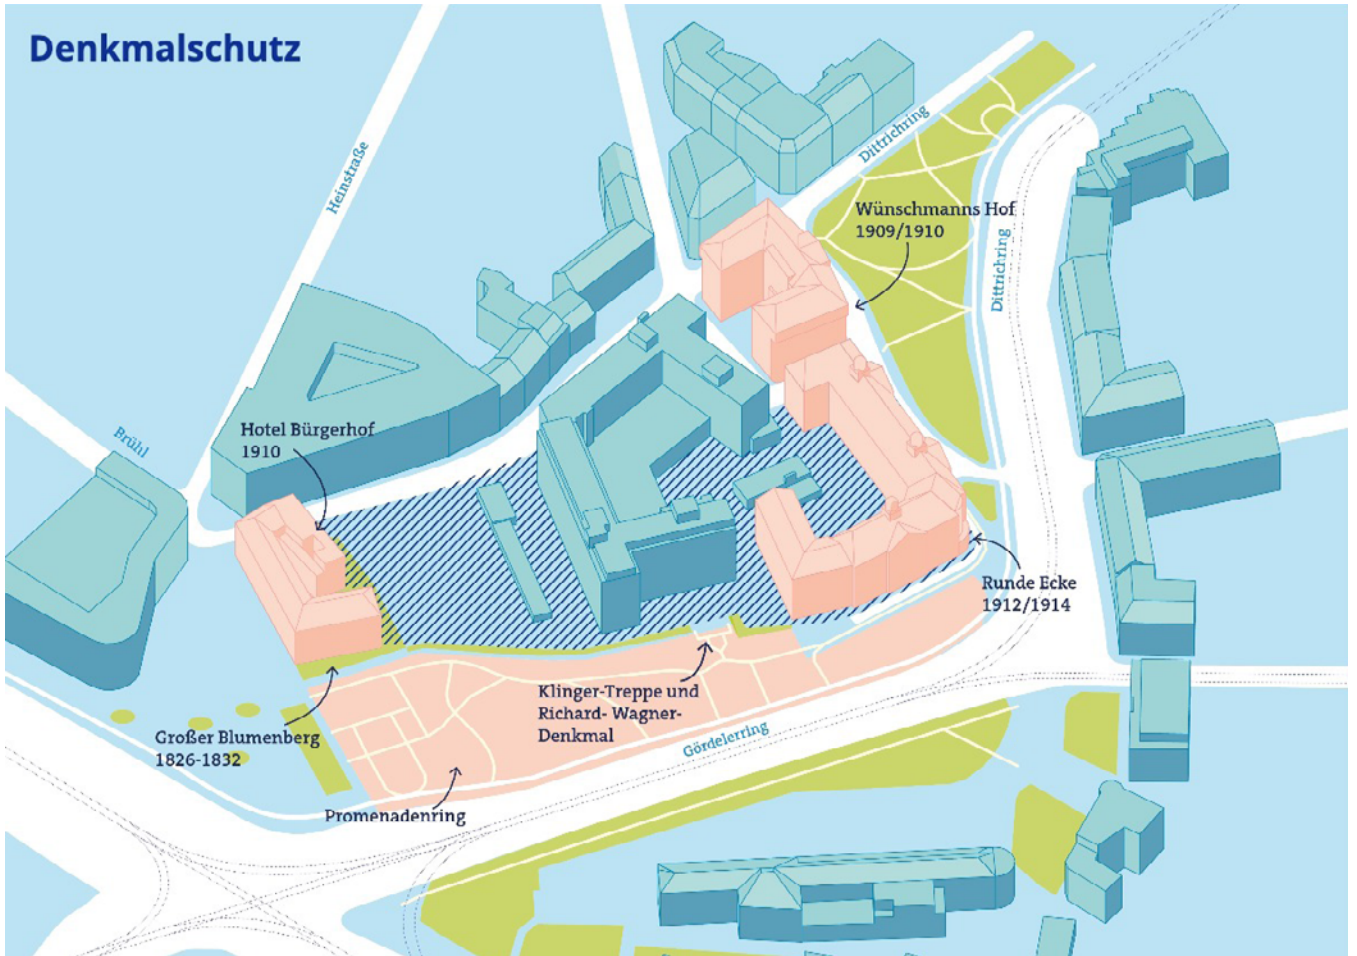 Denkmalschutz
Heinstraße
Dittrichring
Wünschmanns Hof
1909/1910
Dittrichring
Brühl
Hotel Bürgerhof
1910
Runde Ecke
1912/1914
Klinger-Treppe und
Richard- Wagner-
Denkmal
Gördelerring
Großer Blumenberg
1826-1832
Promenadenring